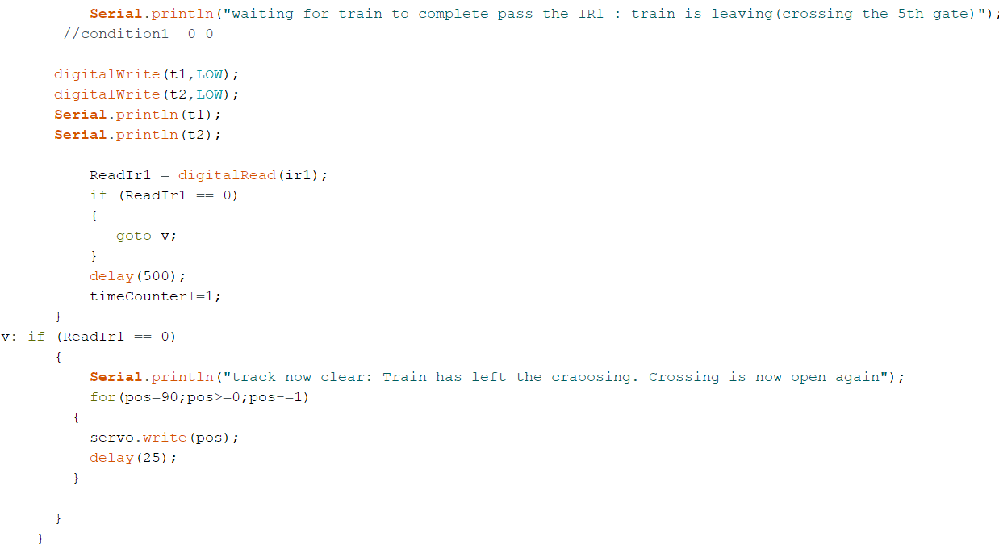 Serial.println("waiting for train to complete pass the IR1 : train is leaving(crossing the 5th gate)");
//condition1  0 0
digitalWrite(t1,LOW);
digitalWrite(t2,LOW);
Serial.println(t1);
Serial.println(t2);
ReadIr1 = digitalRead(ir1);
if (ReadIr1 == 0)
{
goto v;
}
delay(500);
timeCounter+=1;
}
v: if (ReadIr1 == 0)
{
Serial.println("track now clear: Train has left the craoosing. Crossing is now open again");
for(pos=90;pos>=0;pos-=1)
{
servo.write(pos);
delay(25);
}
}
}